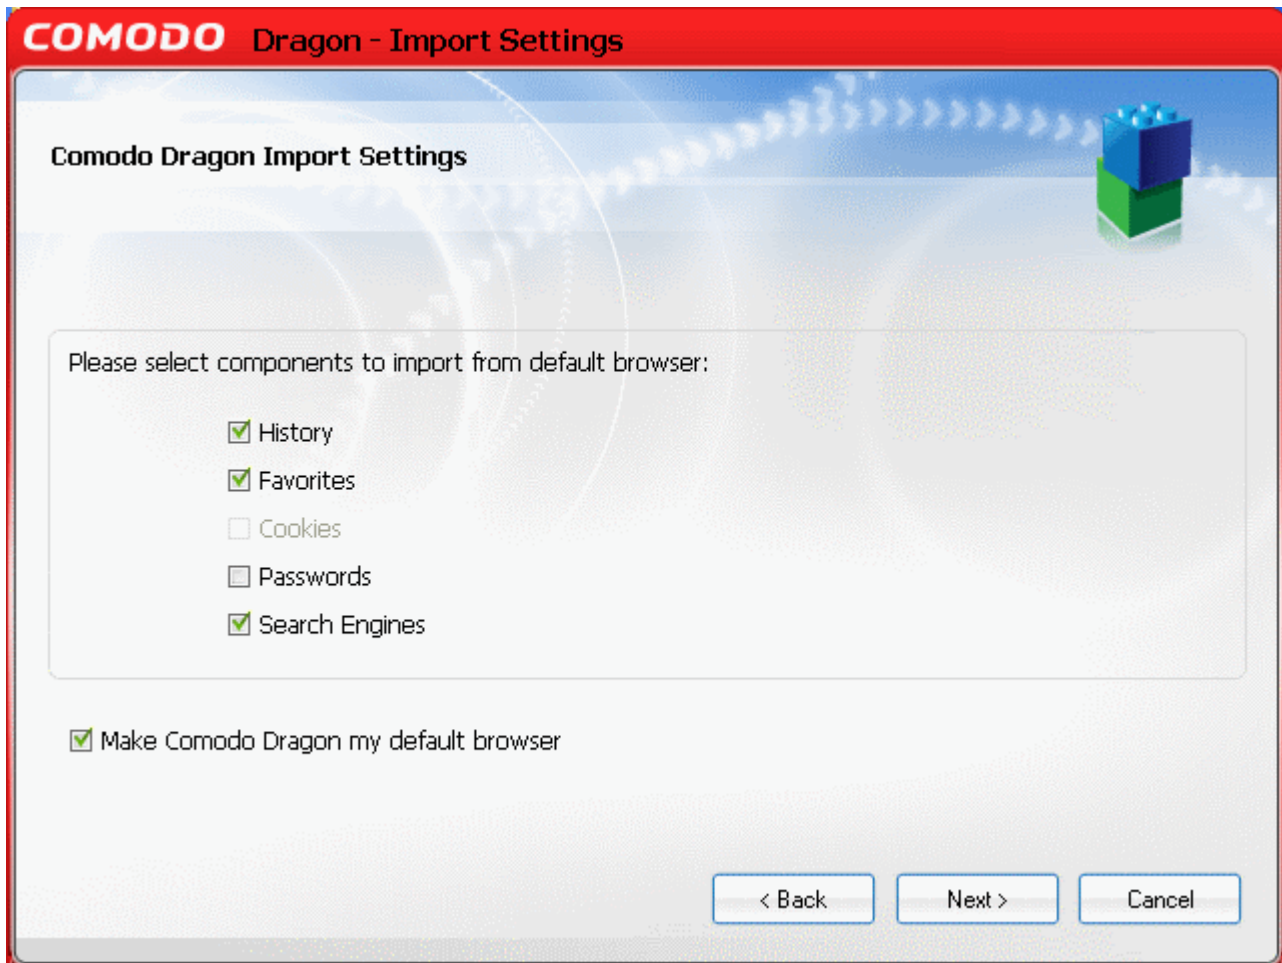 COMODO Dragon - Import Settings
Comodo Dragon Import Settings
Please select components to import from default browser:
History
Favorites
Cookies
Passwords
Search Engines
Make Comodo Dragon my default browser
< Back Next > Cancel